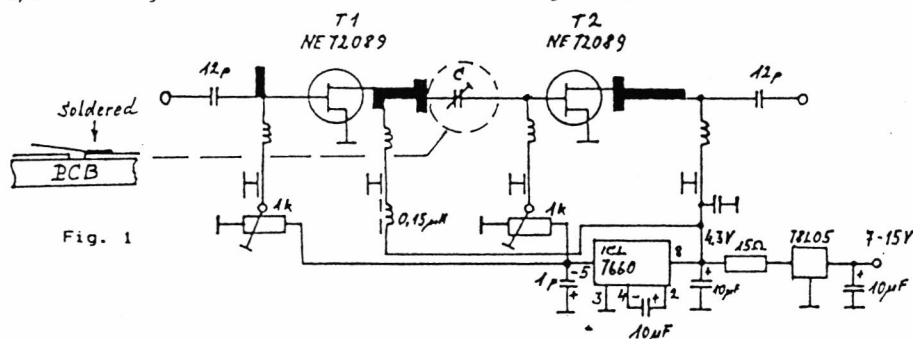 T1
NE72089
T2
NE72089
12p
C
12p
Soldered
PCB
Fig. 1
1k
0,15µH
1k
1µ
+
-5
ICL
7660
8
3
4
-
+
2
10µF
4,3V
+
10µF
15Ω
78L05
7-15V
+
10µF